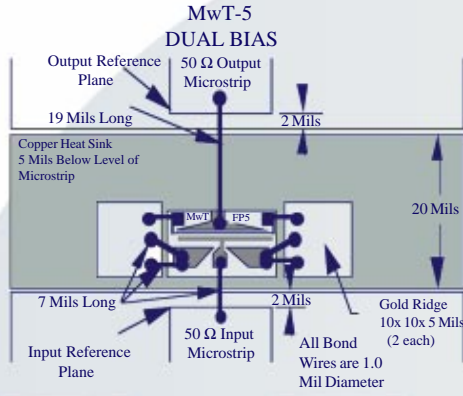 MwT-5
DUAL BIAS
Output Reference
Plane
50 Ω Output
Microstrip
19 Mils Long
2 Mils
Copper Heat Sink
5 Mils Below Level of
Microstrip
MwT
FP5
20 Mils
7 Mils Long
2 Mils
Gold Ridge
10x 10x 5 Mils
(2 each)
50 Ω Input
Microstrip
Input Reference
Plane
All Bond
Wires are 1.0
Mil Diameter